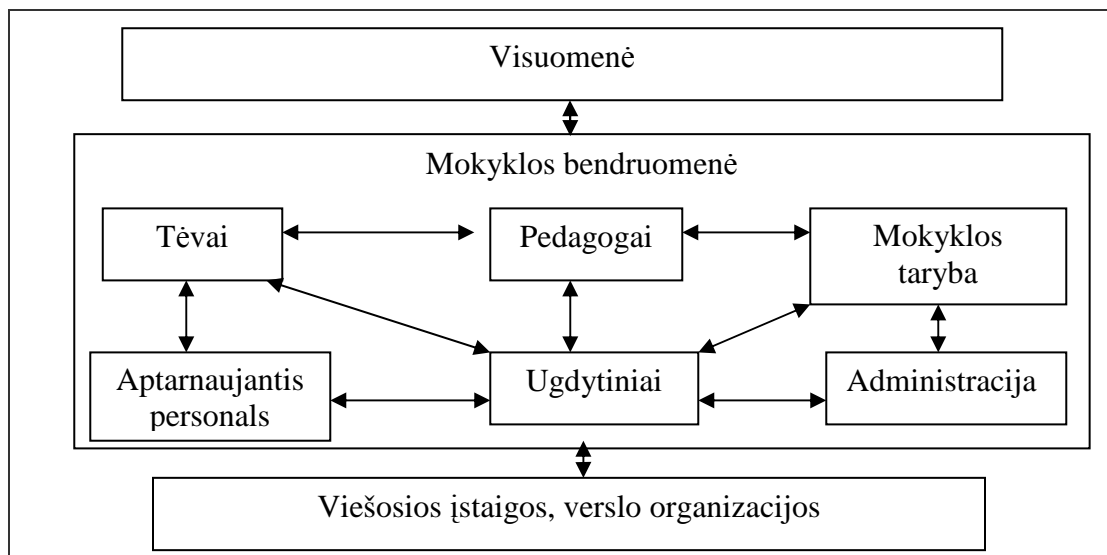 Visuomenė
Mokyklos bendruomenė
Tėvai
Pedagogai
Mokyklos
taryba
Aptarnaujantis
personals
Ugdytiniai
Administracija
Viešosios įstaigos, verslo organizacijos